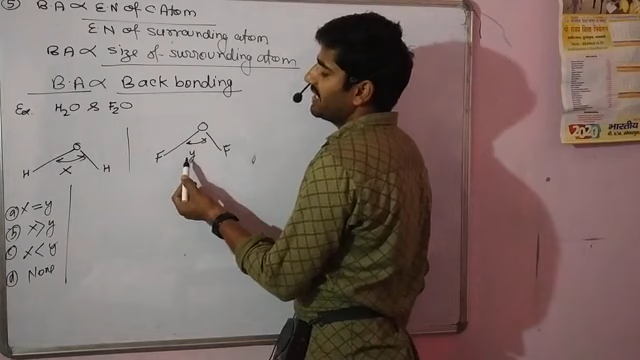 ⑤ B·A ∝ EN of C Atom
EN of surrounding atom
BA ∝ size of surrounding atom
B·A ∝ Back bonding
Ex. H₂O & F₂O
O O
H x H F y F
ⓐ x = y
ⓑ x > y
ⓒ x < y
ⓓ None
2020